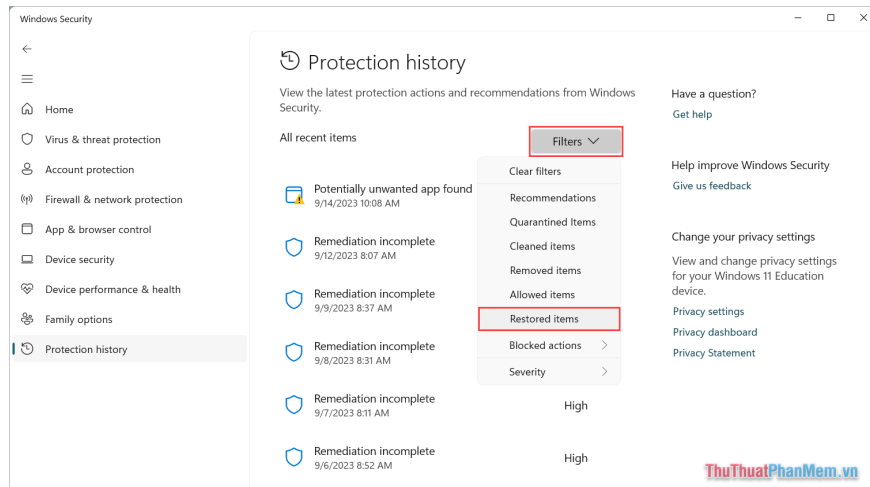 Windows Security
Home
Virus & threat protection
Account protection
Firewall & network protection
App & browser control
Device security
Device performance & health
Family options
Protection history
Protection history
View the latest protection actions and recommendations from Windows
Security.
All recent items
Filters
Clear filters
Recommendations
Quarantined Items
Cleaned items
Removed items
Allowed items
Restored items
Blocked actions
Severity
Potentially unwanted app found
9/14/2023 10:08 AM
Remediation incomplete
9/12/2023 8:07 AM
Remediation incomplete
9/9/2023 8:37 AM
Remediation incomplete
9/8/2023 8:31 AM
Remediation incomplete
9/7/2023 8:11 AM
High
Remediation incomplete
9/6/2023 8:52 AM
High
Have a question?
Get help
Help improve Windows Security
Give us feedback
Change your privacy settings
View and change privacy settings
for your Windows 11 Education
device.
Privacy settings
Privacy dashboard
Privacy Statement
ThuThuatPhanMem.vn